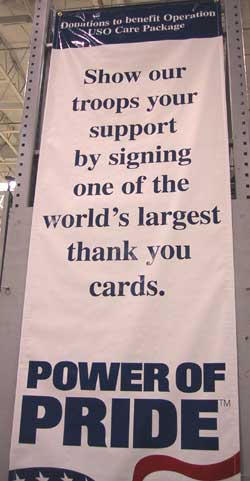 Donations to benefit Operation
USO Care Package
Show our
troops your
support
by signing
one of the
world's largest
thank you
cards.
POWER OF
PRIDE™